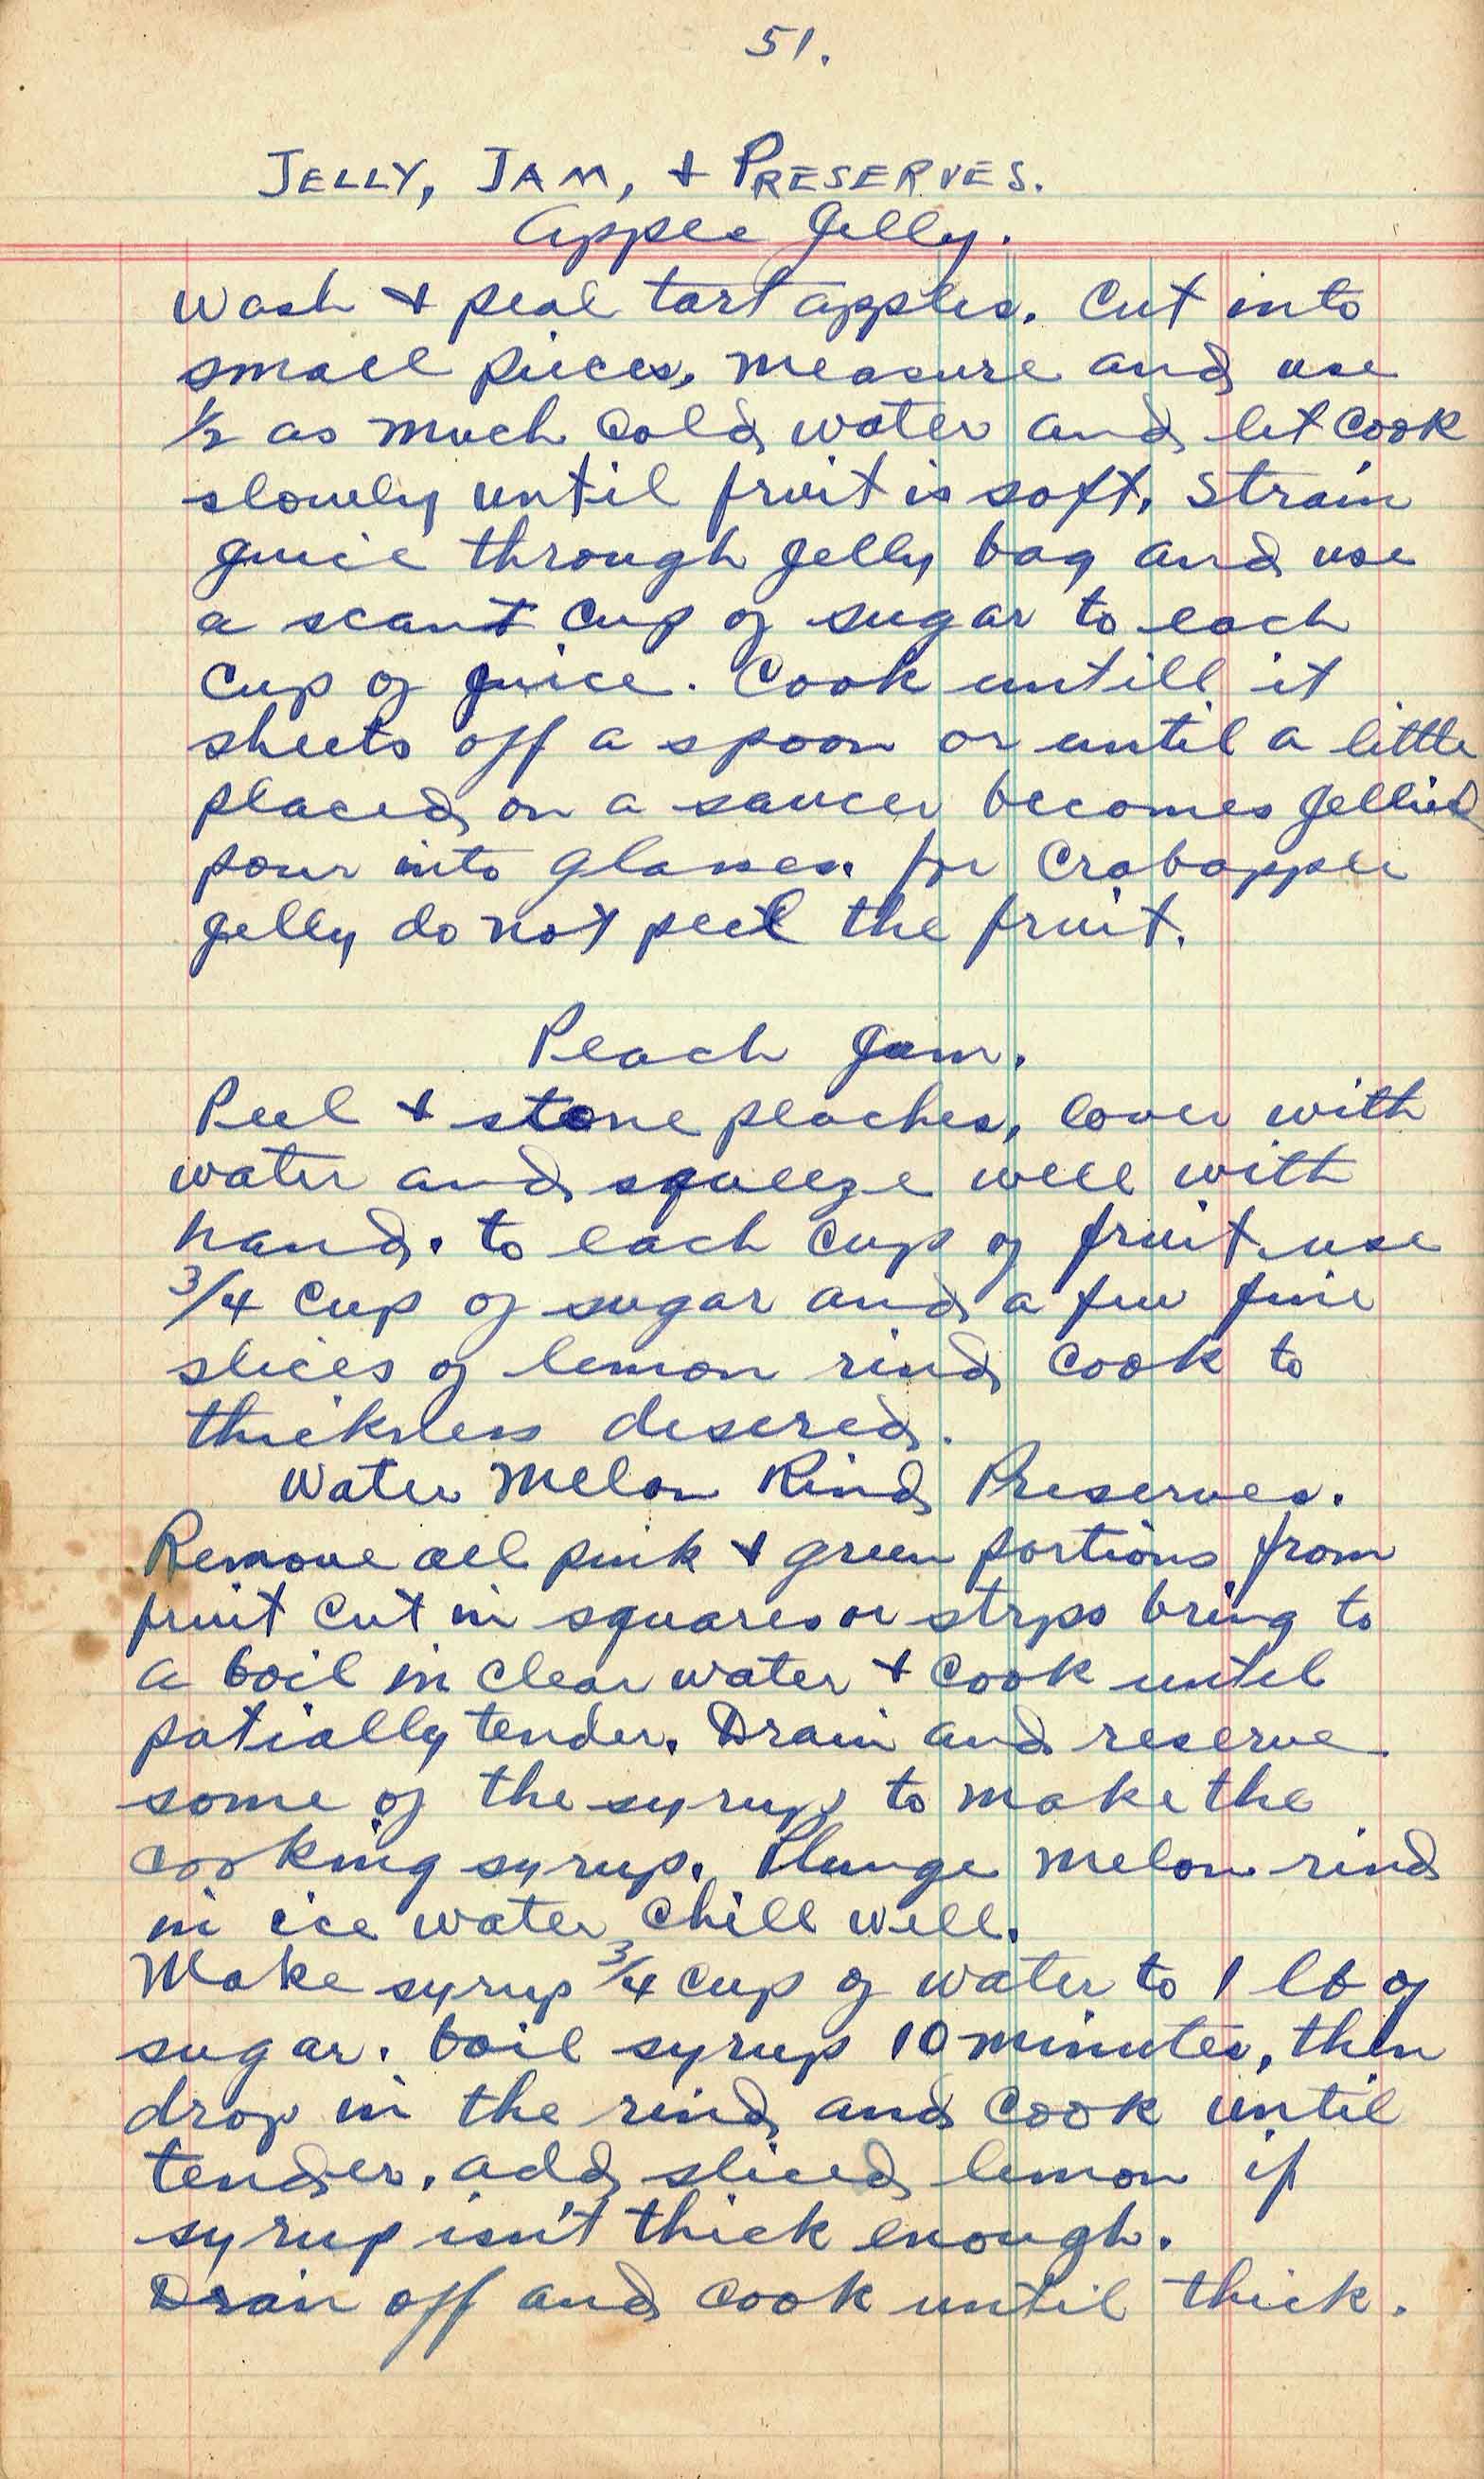 51.
JELLY, JAM, + PRESERVES.
Apple Jelly.
Wash + peal tart apples. Cut into
small pieces, measure and use
1/2 as much cold water and let cook
slowly until fruit is soft. Strain
juice through jelly bag and use
a scant cup of sugar to each
cup of juice. Cook untill it
sheets off a spoon or until a little
placed on a saucer becomes jellied
pour into glasses. for Crabapple
jelly do not peel the fruit.
Peach Jam.
Peel + stone peaches, cover with
water and squeeze well with
hand. to each cup of fruit use
3/4 cup of sugar and a few fine
slices of lemon rind cook to
thickness desered.
Water Melon Rind Preserves.
Remove all pink + green portions from
fruit cut in squares or strps bring to
a boil in clear water + cook until
patially tender. Drain and reserve
some of the syrup to make the
cooking syrup. Plunge melon rind
in ice water chill well.
Make syrup 3/4 cup of water to 1 lb of
sugar. boil syrup 10 minutes, then
drop in the rind and cook until
tender. add sliced lemon if
syrup isn't thick enough.
Drain off and cook until thick.